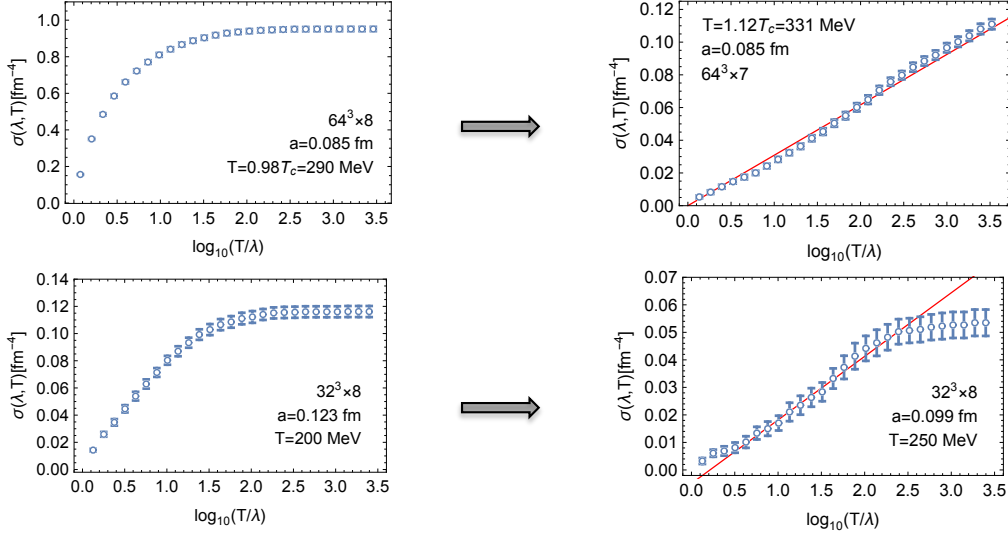 σ(λ,T)[fm⁻⁴]
1.0
0.8
0.6
0.4
0.2
0.0
64³×8
a=0.085 fm
T=0.98T_c=290 MeV
0.0 0.5 1.0 1.5 2.0 2.5 3.0 3.5
log₁₀(T/λ)
σ(λ,T)[fm⁻⁴]
0.12
0.10
0.08
0.06
0.04
0.02
0.00
T=1.12T_c=331 MeV
a=0.085 fm
64³×7
0.0 0.5 1.0 1.5 2.0 2.5 3.0 3.5
log₁₀(T/λ)
σ(λ,T)[fm⁻⁴]
0.14
0.12
0.10
0.08
0.06
0.04
0.02
0.00
32³×8
a=0.123 fm
T=200 MeV
0.0 0.5 1.0 1.5 2.0 2.5 3.0 3.5
log₁₀(T/λ)
σ(λ,T)[fm⁻⁴]
0.07
0.06
0.05
0.04
0.03
0.02
0.01
0.00
32³×8
a=0.099 fm
T=250 MeV
0.0 0.5 1.0 1.5 2.0 2.5 3.0 3.5
log₁₀(T/λ)